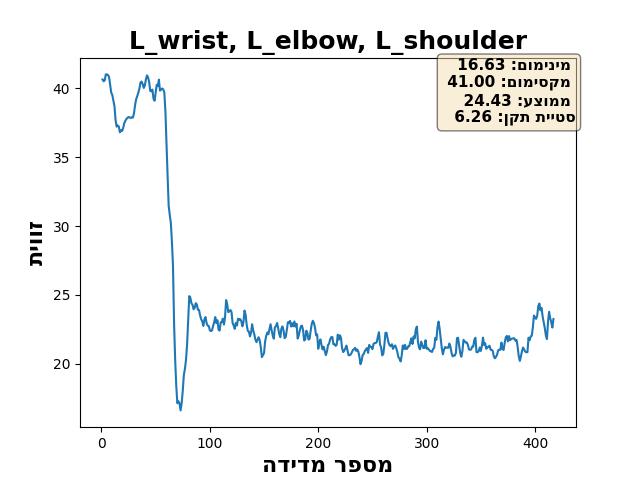 L_wrist, L_elbow, L_shoulder
מינימום: 16.63
מקסימום: 41.00
ממוצע: 24.43
סטיית תקן: 6.26
זווית
40
35
30
25
20
0 100 200 300 400
מספר מדידה